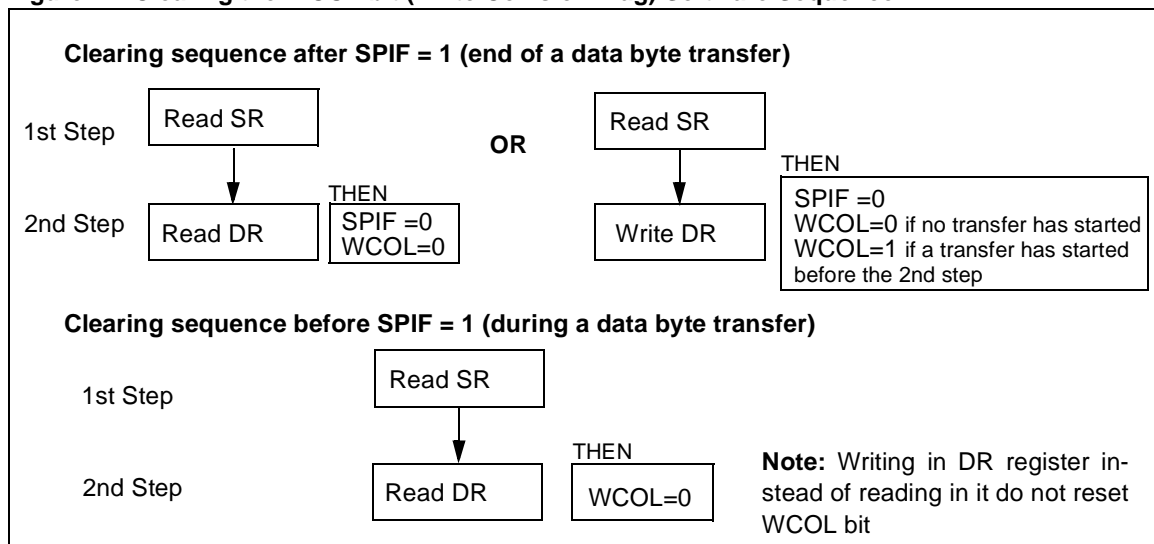 Clearing sequence after SPIF = 1 (end of a data byte transfer)
1st Step
Read SR
OR
Read SR
2nd Step
Read DR
THEN
SPIF =0
WCOL=0
Write DR
THEN
SPIF =0
WCOL=0 if no transfer has started
WCOL=1 if a transfer has started
before the 2nd step
Clearing sequence before SPIF = 1 (during a data byte transfer)
1st Step
Read SR
2nd Step
Read DR
THEN
WCOL=0
Note: Writing in DR register in-
stead of reading in it do not reset
WCOL bit